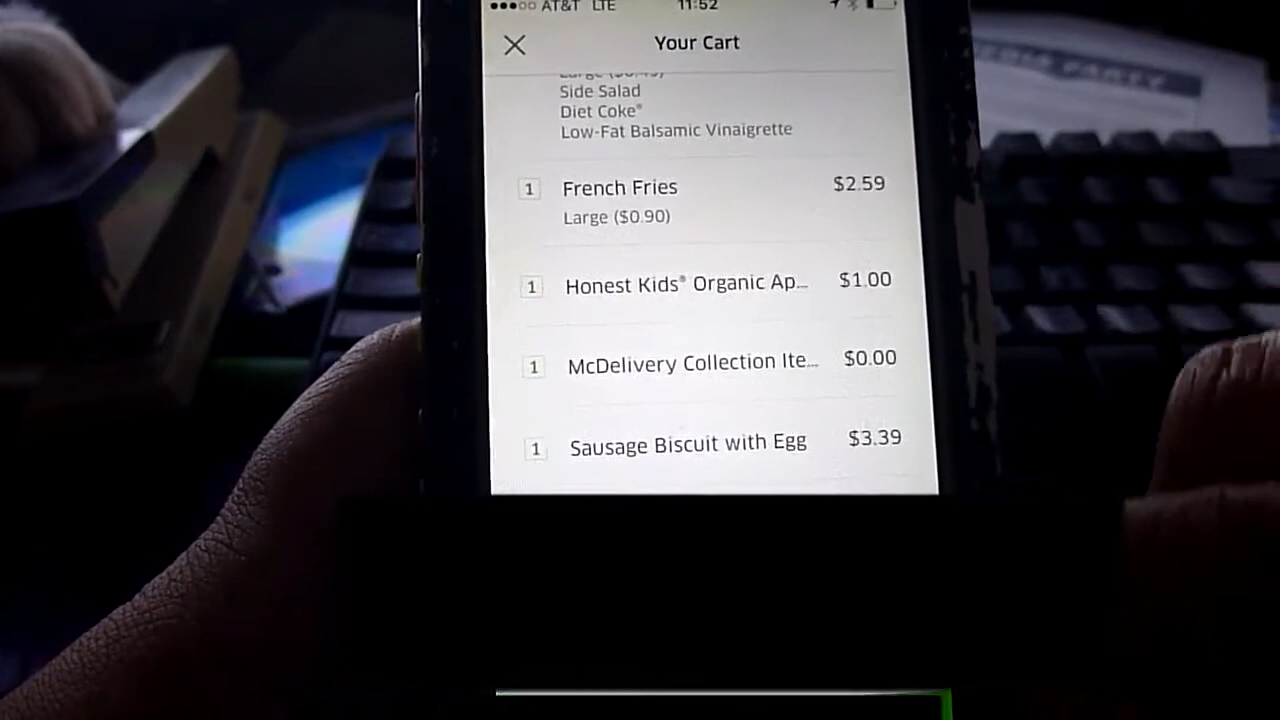 AT&T LTE 11:52
Your Cart
Large
Side Salad
Diet Coke®
Low-Fat Balsamic Vinaigrette
1 French Fries $2.59
Large ($0.90)
1 Honest Kids® Organic Ap... $1.00
1 McDelivery Collection Ite... $0.00
1 Sausage Biscuit with Egg $3.39
PARTY